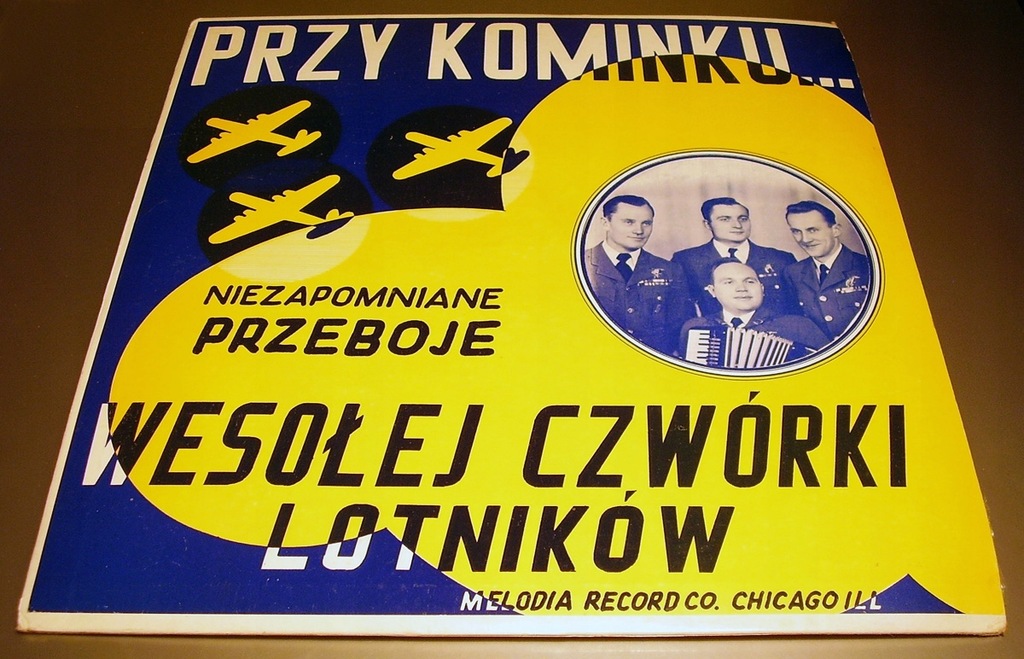 PRZY KOMINKU...
NIEZAPOMNIANE
PRZEBOJE
WESOŁEJ CZWÓRKI
LOTNIKÓW
MELODIA RECORD CO. CHICAGO ILL